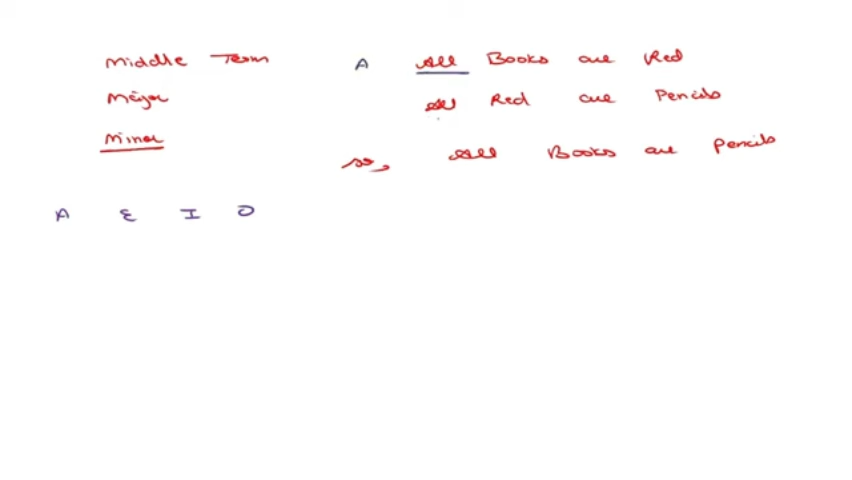 Middle Term
Major
Minor
A All Books are Red
All Red are Pencils
so, All Books are Pencils
A E I O